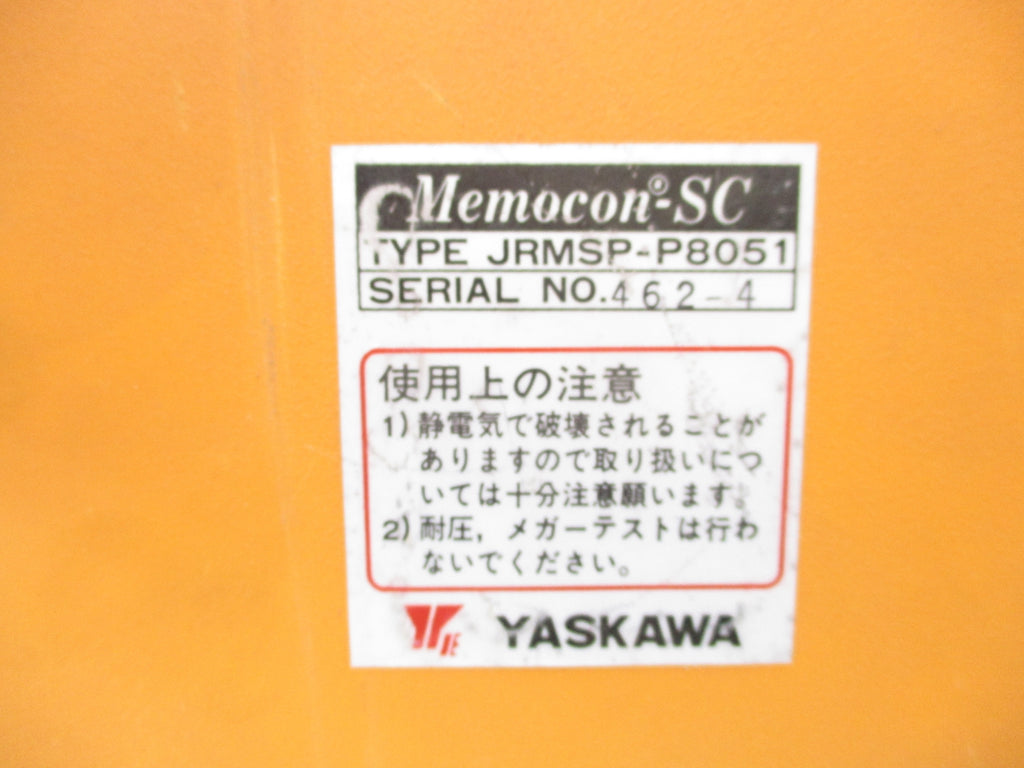 Memocon®-SC
TYPE JRMSP-P8051
SERIAL NO.462-4
使用上の注意
1) 静電気で破壊されることが
ありますので取り扱いにつ
いては十分注意願います。
2) 耐圧，メガーテストは行わ
ないでください。
YE YASKAWA